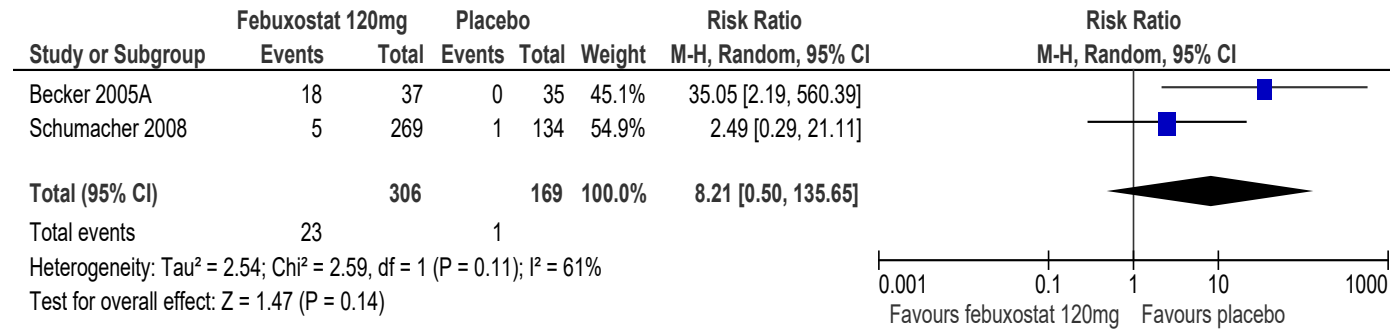 Febuxostat 120mg Placebo Risk Ratio Risk Ratio
Study or Subgroup Events Total Events Total Weight M-H, Random, 95% CI M-H, Random, 95% CI
Becker 2005A 18 37 0 35 45.1% 35.05 [2.19, 560.39]
Schumacher 2008 5 269 1 134 54.9% 2.49 [0.29, 21.11]
Total (95% CI) 306 169 100.0% 8.21 [0.50, 135.65]
Total events 23 1
Heterogeneity: Tau² = 2.54; Chi² = 2.59, df = 1 (P = 0.11); I² = 61%
Test for overall effect: Z = 1.47 (P = 0.14)
0.001 0.1 1 10 1000
Favours febuxostat 120mg Favours placebo